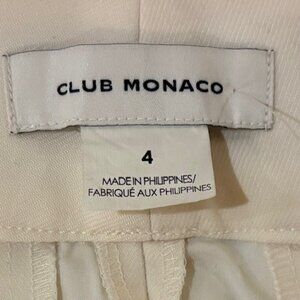 CLUB MONACO
4
MADE IN PHILIPPINES/
FABRIQUÉ AUX PHILIPPINES